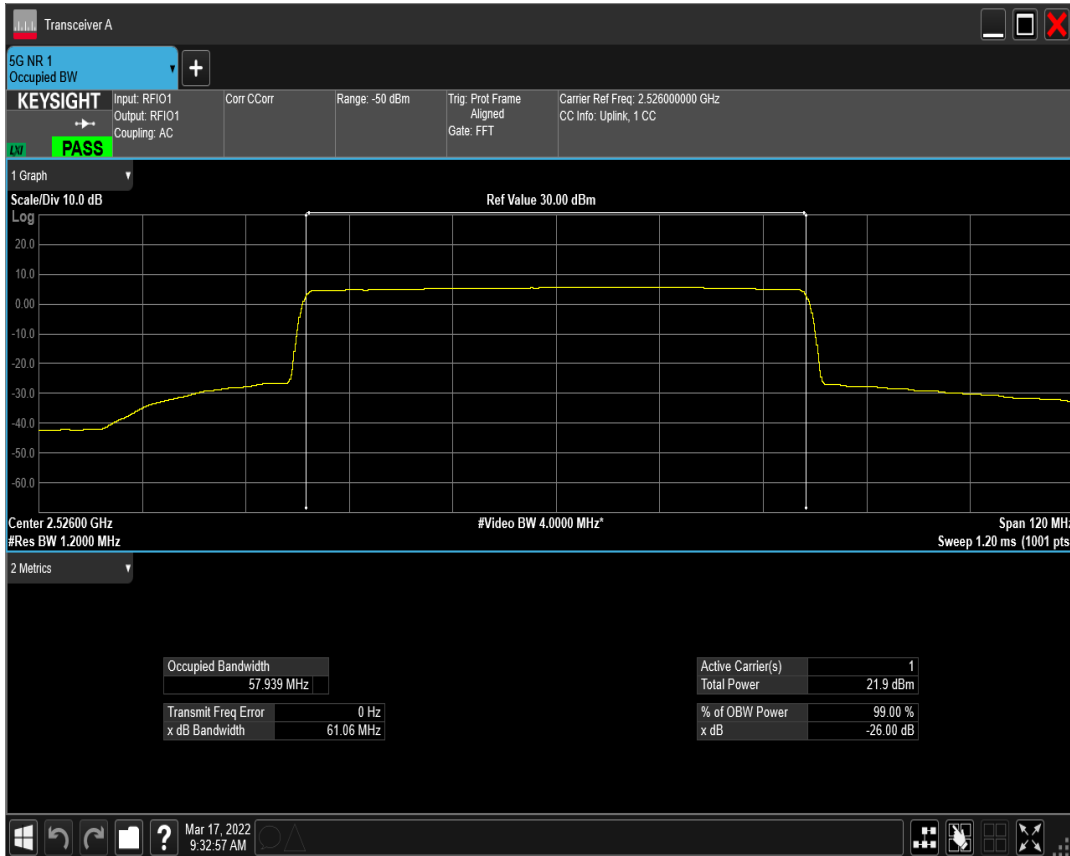 Transceiver A
5G NR 1
Occupied BW
KEYSIGHT
LXI
PASS
Input: RFIO1
Output: RFIO1
Coupling: AC
Corr CCorr
Range: -50 dBm
Trig: Prot Frame
Aligned
Gate: FFT
Carrier Ref Freq: 2.526000000 GHz
CC Info: Uplink, 1 CC
1 Graph
Scale/Div 10.0 dB
Ref Value 30.00 dBm
Log
20.0
10.0
0.00
-10.0
-20.0
-30.0
-40.0
-50.0
-60.0
Center 2.52600 GHz
#Video BW 4.0000 MHz*
Span 120 MHz
#Res BW 1.2000 MHz
Sweep 1.20 ms (1001 pts
2 Metrics
Occupied Bandwidth
57.939 MHz
Transmit Freq Error 0 Hz
x dB Bandwidth 61.06 MHz
Active Carrier(s) 1
Total Power 21.9 dBm
% of OBW Power 99.00 %
x dB -26.00 dB
?
Mar 17, 2022
9:32:57 AM